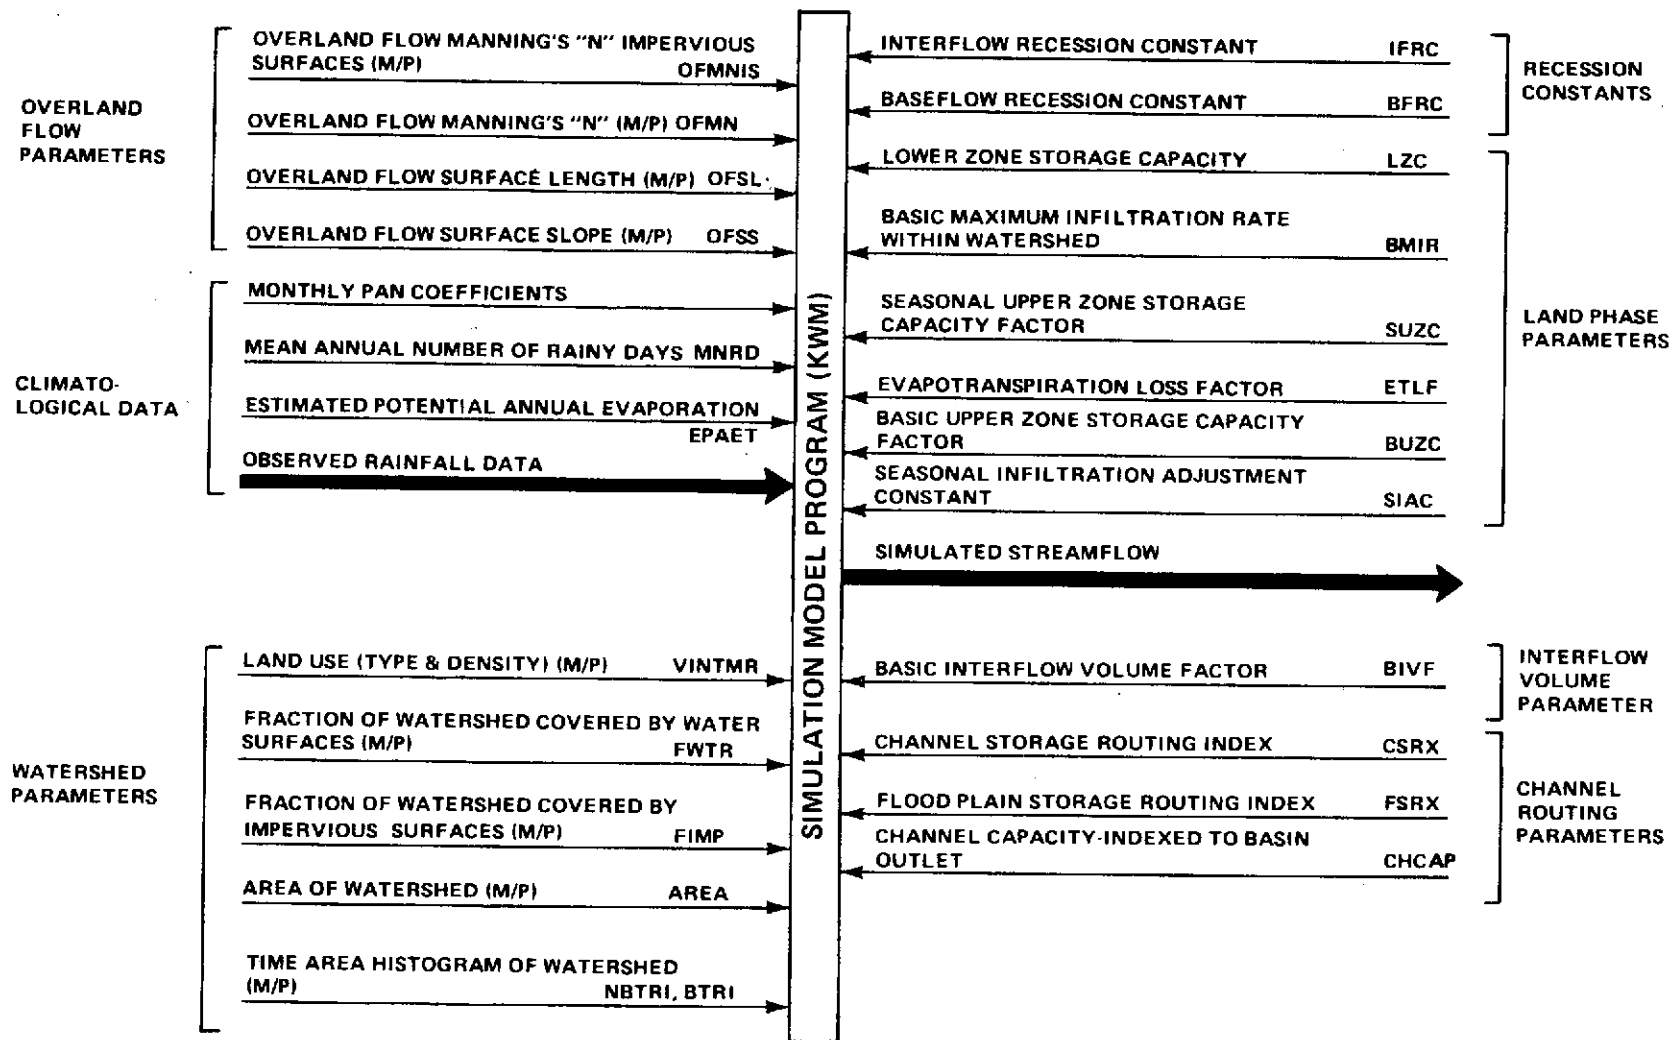 OVERLAND
FLOW
PARAMETERS
OVERLAND FLOW MANNING'S "N" IMPERVIOUS
SURFACES (M/P) OFMNIS
OVERLAND FLOW MANNING'S "N" (M/P) OFMN
OVERLAND FLOW SURFACE LENGTH (M/P) OFSL
OVERLAND FLOW SURFACE SLOPE (M/P) OFSS
CLIMATO-
LOGICAL DATA
MONTHLY PAN COEFFICIENTS
MEAN ANNUAL NUMBER OF RAINY DAYS MNRD
ESTIMATED POTENTIAL ANNUAL EVAPORATION
EPAET
OBSERVED RAINFALL DATA
WATERSHED
PARAMETERS
LAND USE (TYPE & DENSITY) (M/P) VINTMR
FRACTION OF WATERSHED COVERED BY WATER
SURFACES (M/P) FWTR
FRACTION OF WATERSHED COVERED BY
IMPERVIOUS SURFACES (M/P) FIMP
AREA OF WATERSHED (M/P) AREA
TIME AREA HISTOGRAM OF WATERSHED
(M/P) NBTRI, BTRI
SIMULATION MODEL PROGRAM (KWM)
INTERFLOW RECESSION CONSTANT IFRC
BASEFLOW RECESSION CONSTANT BFRC
RECESSION
CONSTANTS
LOWER ZONE STORAGE CAPACITY LZC
BASIC MAXIMUM INFILTRATION RATE
WITHIN WATERSHED BMIR
SEASONAL UPPER ZONE STORAGE
CAPACITY FACTOR SUZC
EVAPOTRANSPIRATION LOSS FACTOR ETLF
BASIC UPPER ZONE STORAGE CAPACITY
FACTOR BUZC
SEASONAL INFILTRATION ADJUSTMENT
CONSTANT SIAC
LAND PHASE
PARAMETERS
SIMULATED STREAMFLOW
BASIC INTERFLOW VOLUME FACTOR BIVF
INTERFLOW
VOLUME
PARAMETER
CHANNEL STORAGE ROUTING INDEX CSRX
FLOOD PLAIN STORAGE ROUTING INDEX FSRX
CHANNEL CAPACITY-INDEXED TO BASIN
OUTLET CHCAP
CHANNEL
ROUTING
PARAMETERS